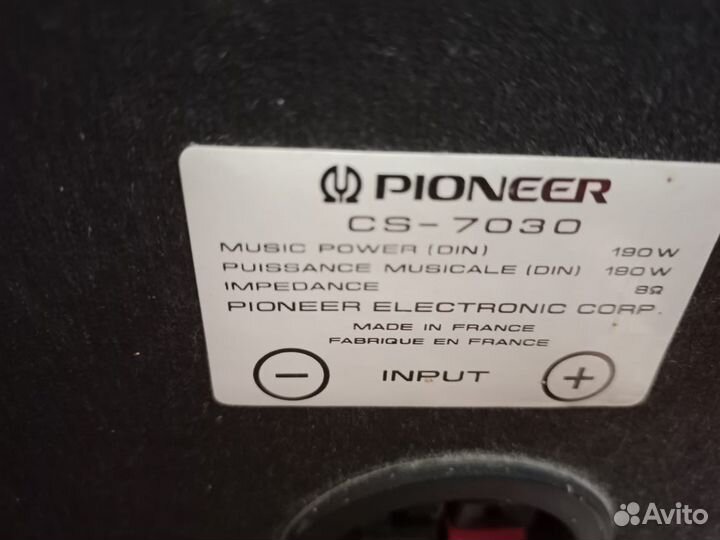 PIONEER
CS-7030
MUSIC POWER (DIN) 190 W
PUISSANCE MUSICALE (DIN) 190 W
IMPEDANCE 8Ω
PIONEER ELECTRONIC CORP.
MADE IN FRANCE
FABRIQUE EN FRANCE
− INPUT +
Avito